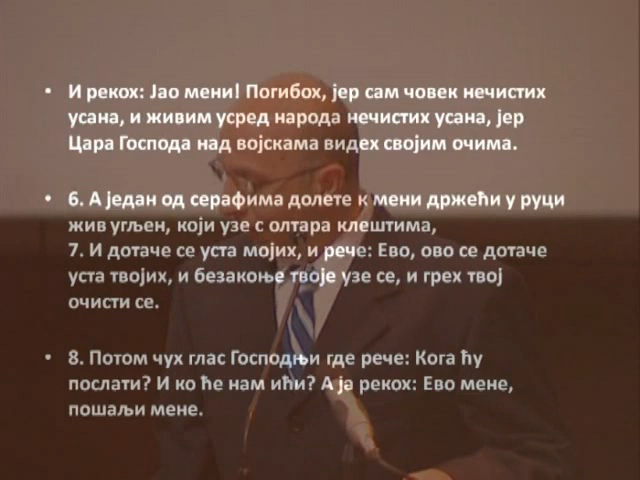 • И рекох: Јао мени! Погибох, јер сам човек нечистих
усана, и живим усред народа нечистих усана, јер
Цара Господа над војскама видех својим очима.
• 6. А један од серафима долете к мени држећи у руци
жив угљен, који узе с олтара клештима,
7. И дотаче се уста мојих, и рече: Ево, ово се дотаче
уста твојих, и безакоње твоје узе се, и грех твој
очисти се.
• 8. Потом чух глас Господњи где рече: Кога ћу
послати? И ко ће нам ићи? А ја рекох: Ево мене,
пошаљи мене.